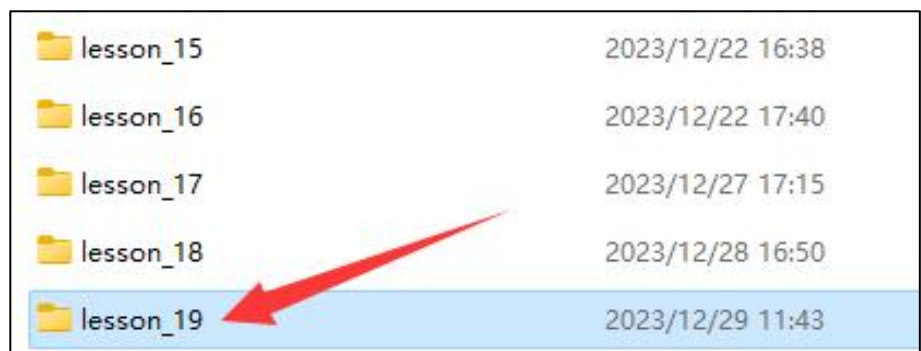 lesson_15 2023/12/22 16:38
lesson_16 2023/12/22 17:40
lesson_17 2023/12/27 17:15
lesson_18 2023/12/28 16:50
lesson_19 2023/12/29 11:43